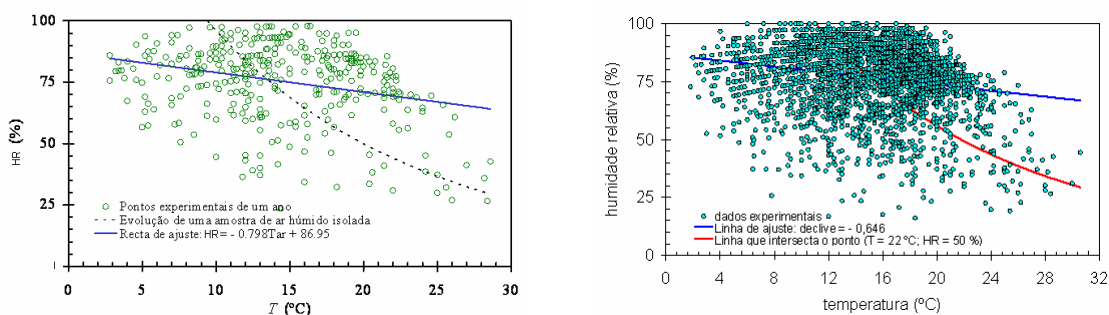 100
75
50
25
HR (%)
Pontos experimentais de um ano
Evolução de uma amostra de ar húmido isolada
Recta de ajuste: HR = - 0.798Tar + 86.95
0 5 10 15 20 25 30
T (°C)
100
75
50
25
0
humidade relativa (%)
dados experimentais
Linha de ajuste: declive = - 0,646
Linha que intersecta o ponto (T = 22 °C; HR = 50 %)
0 4 8 12 16 20 24 28 32
temperatura (ºC)